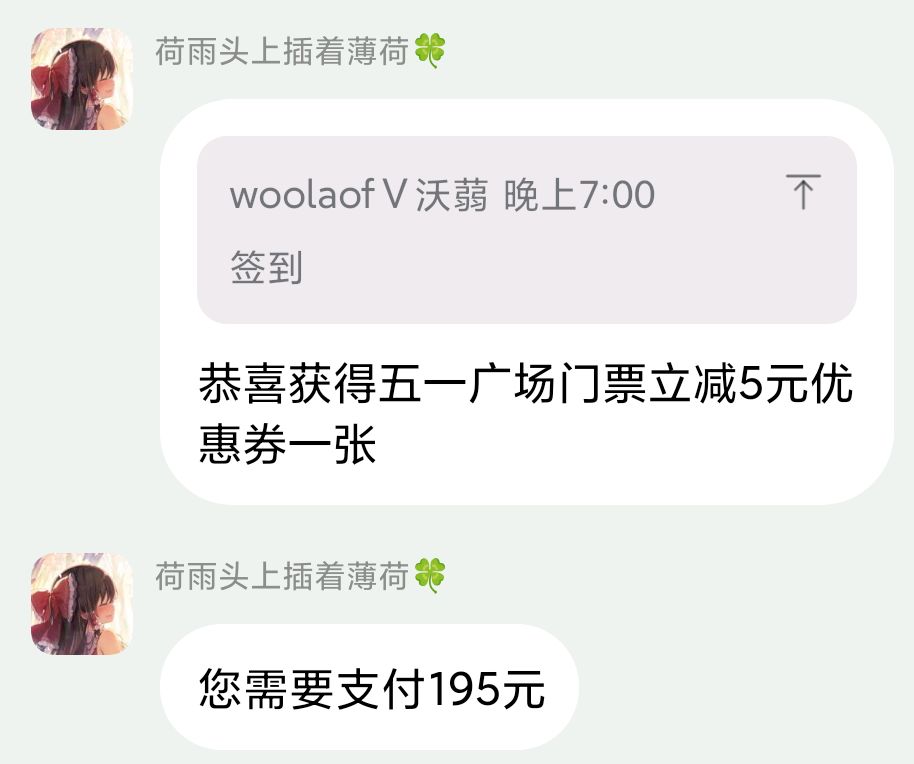 荷雨头上插着薄荷🍀
woolaof V 沃蒻 晚上7:00
签到
恭喜获得五一广场门票立减5元优
惠券一张
荷雨头上插着薄荷🍀
您需要支付195元